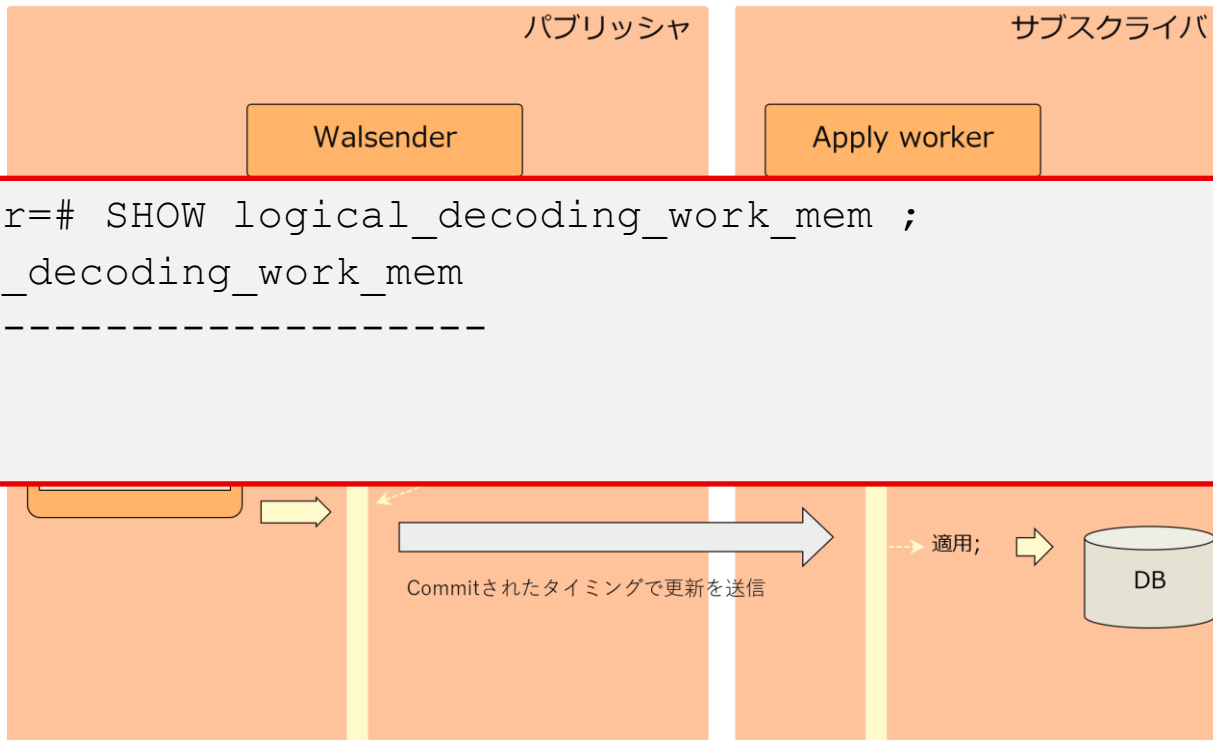 パブリッシャ
サブスクライバ
Walsender
Apply worker
r=# SHOW logical_decoding_work_mem ;
_decoding_work_mem
-------------------
適用;
DB
Commitされたタイミングで更新を送信